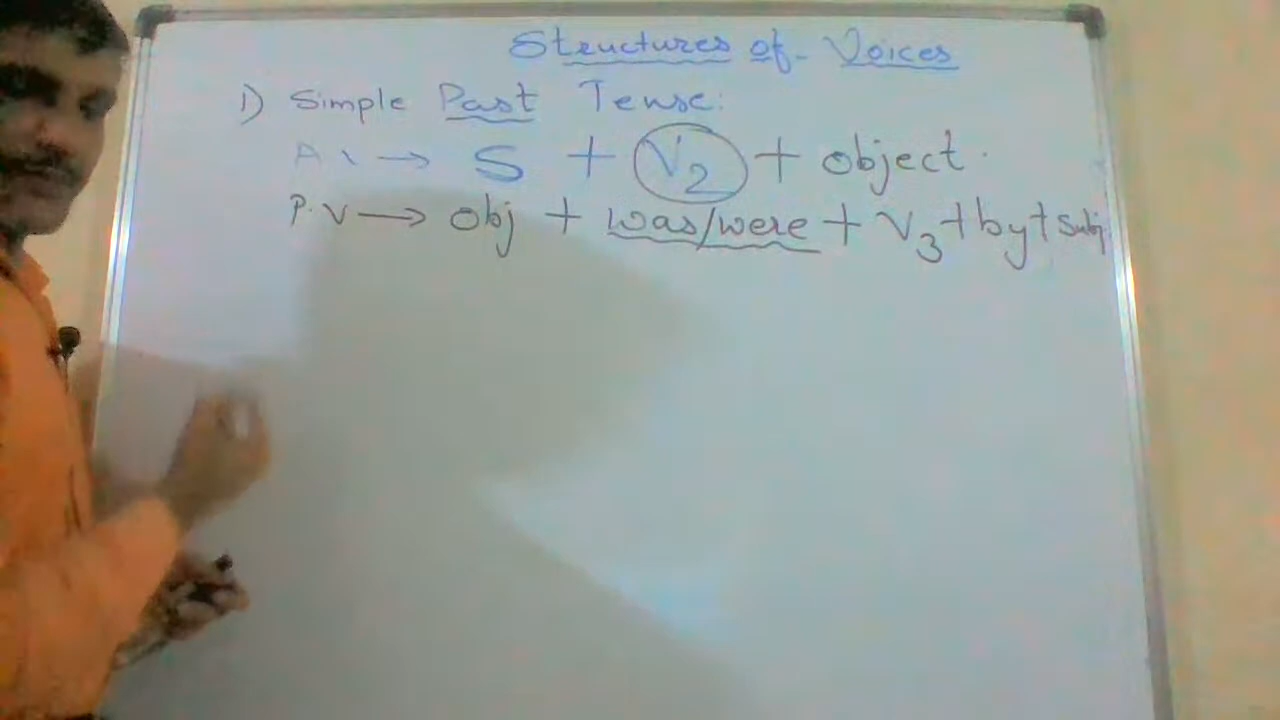 Structures of Voices
1) Simple Past Tense:
A → S + V2 + object.
P.V → obj + was/were + V3 + by + Subj